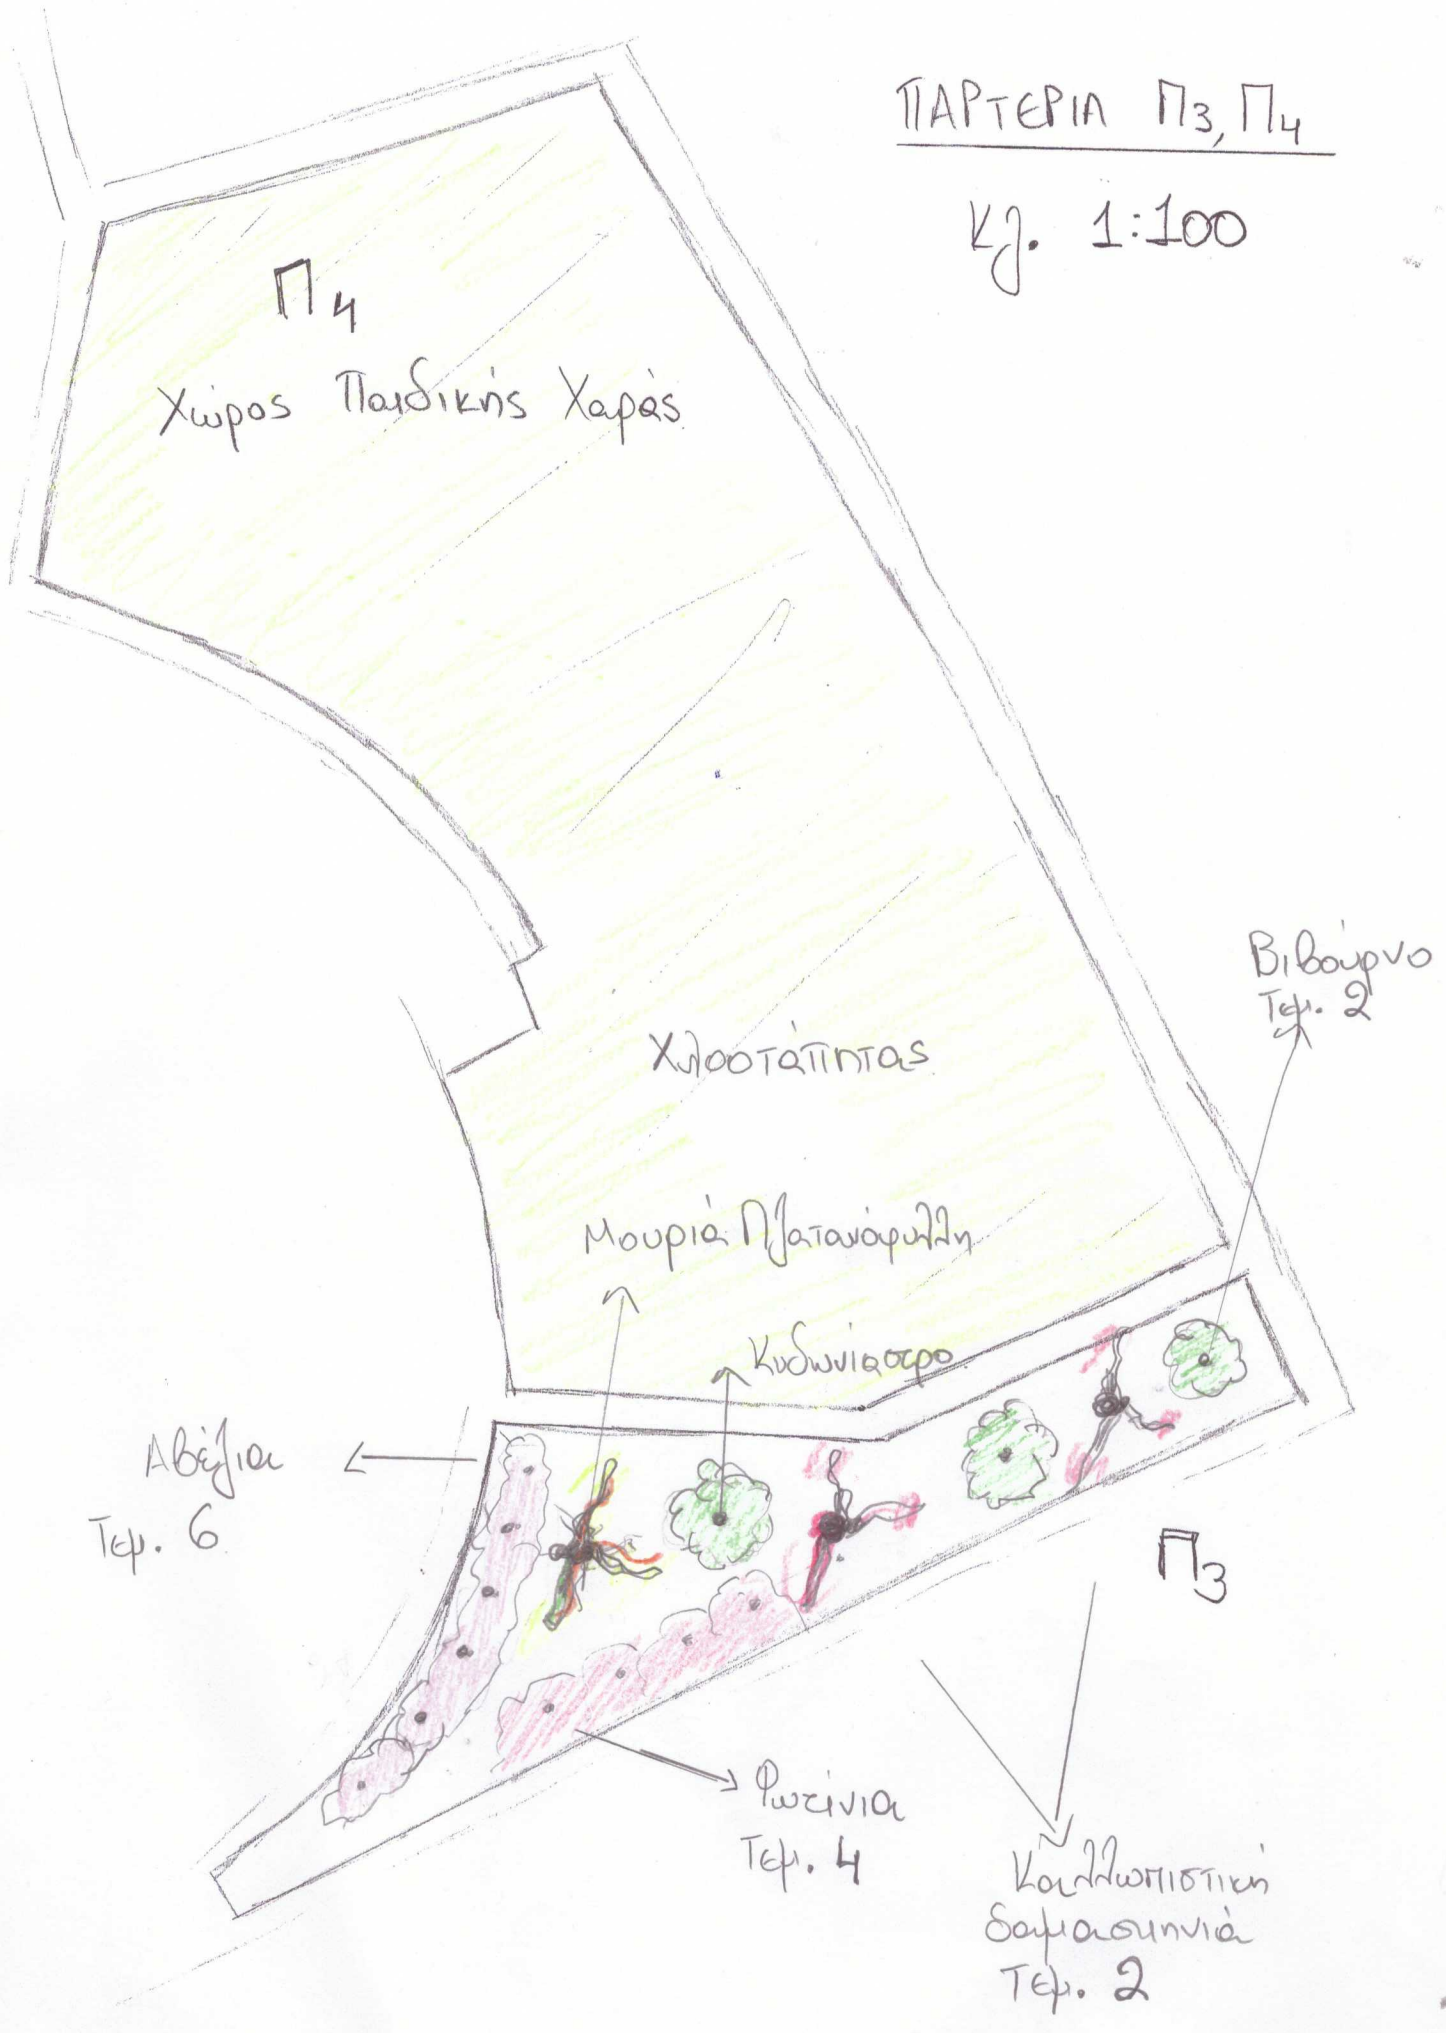 ΠΑΡΤΕΡΙΑ Π3, Π4
Κλ. 1:100
Π4
Χώρος Παιδικής Χαράς
Βιβούρνο
Τεμ. 2
Χλοοτάπητας
Μουριά Πλατανόφυλλη
Κυδωνίαστρο
Αβέλια
Τεμ. 6
Π3
Φωτίνια
Τεμ. 4
Καλλωπιστική
δαμασκηνιά
Τεμ. 2